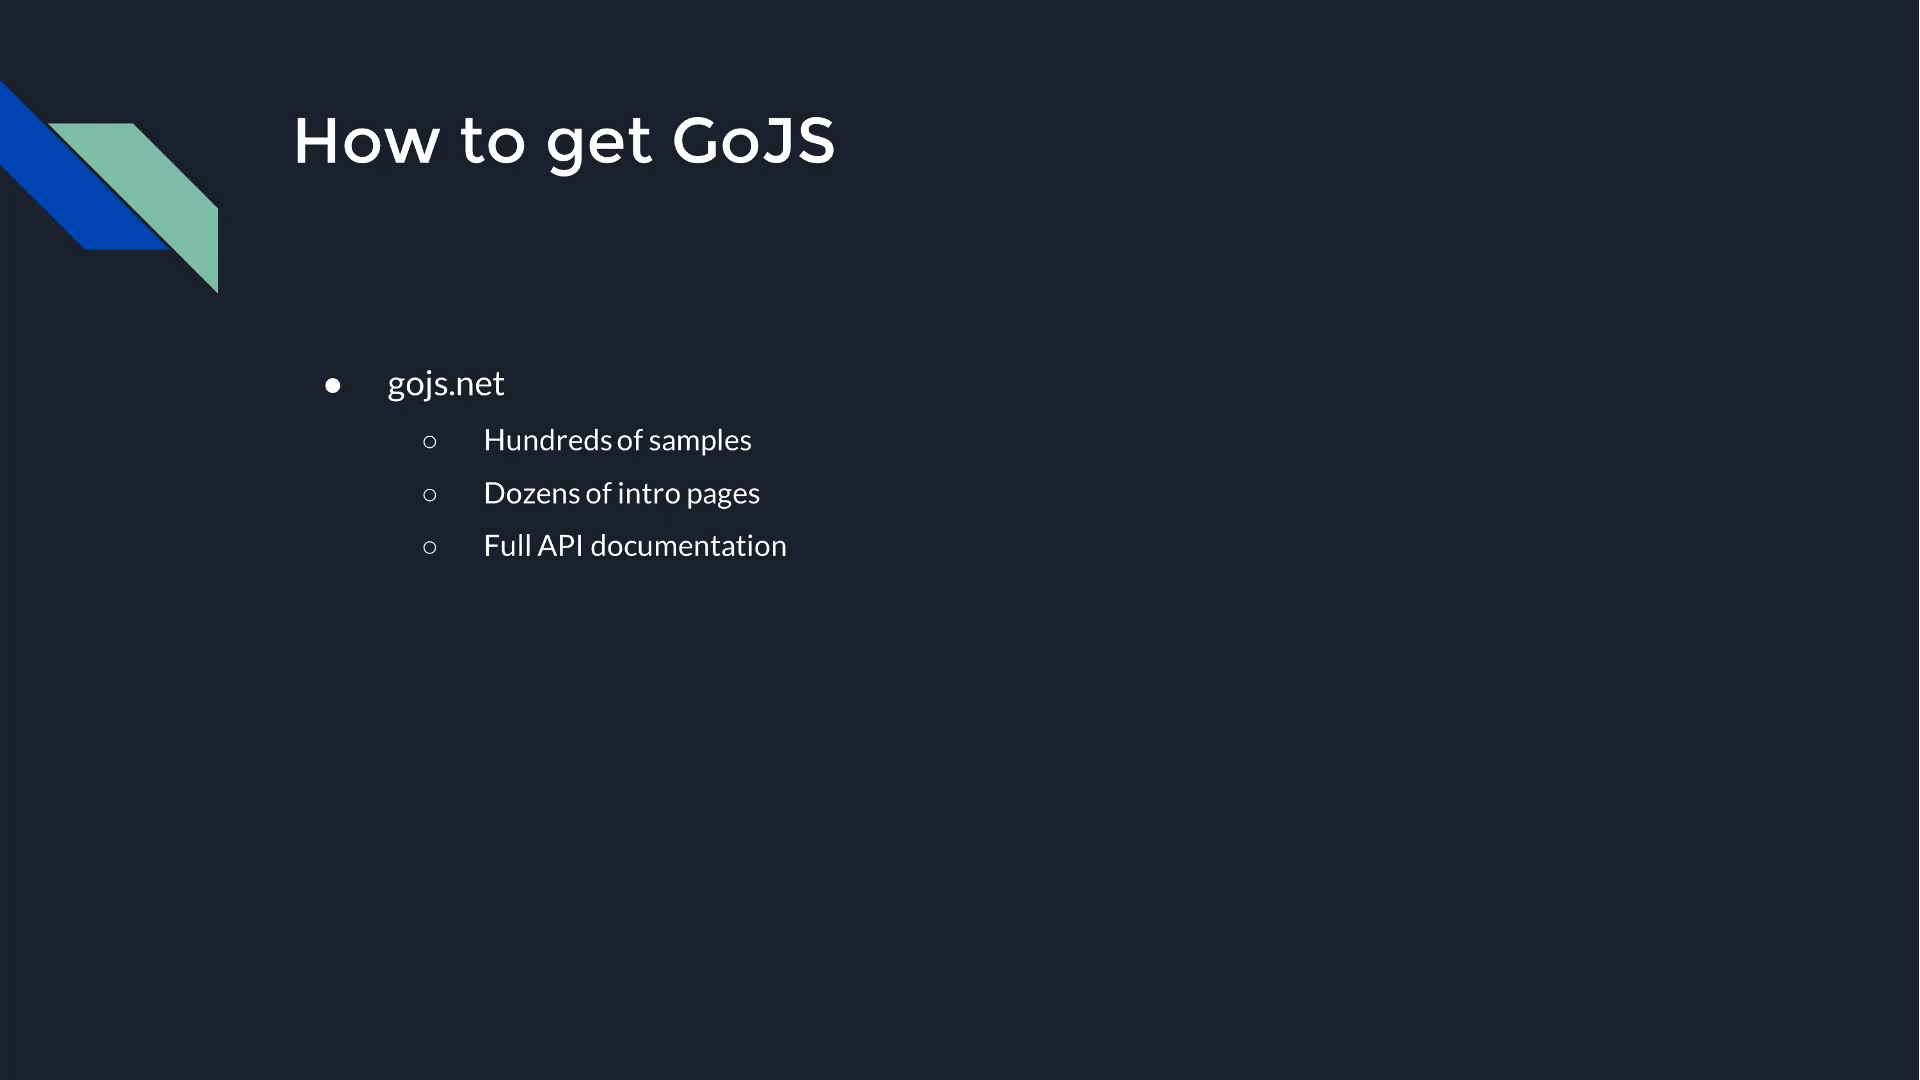 How to get GoJS
● gojs.net
○ Hundreds of samples
○ Dozens of intro pages
○ Full API documentation